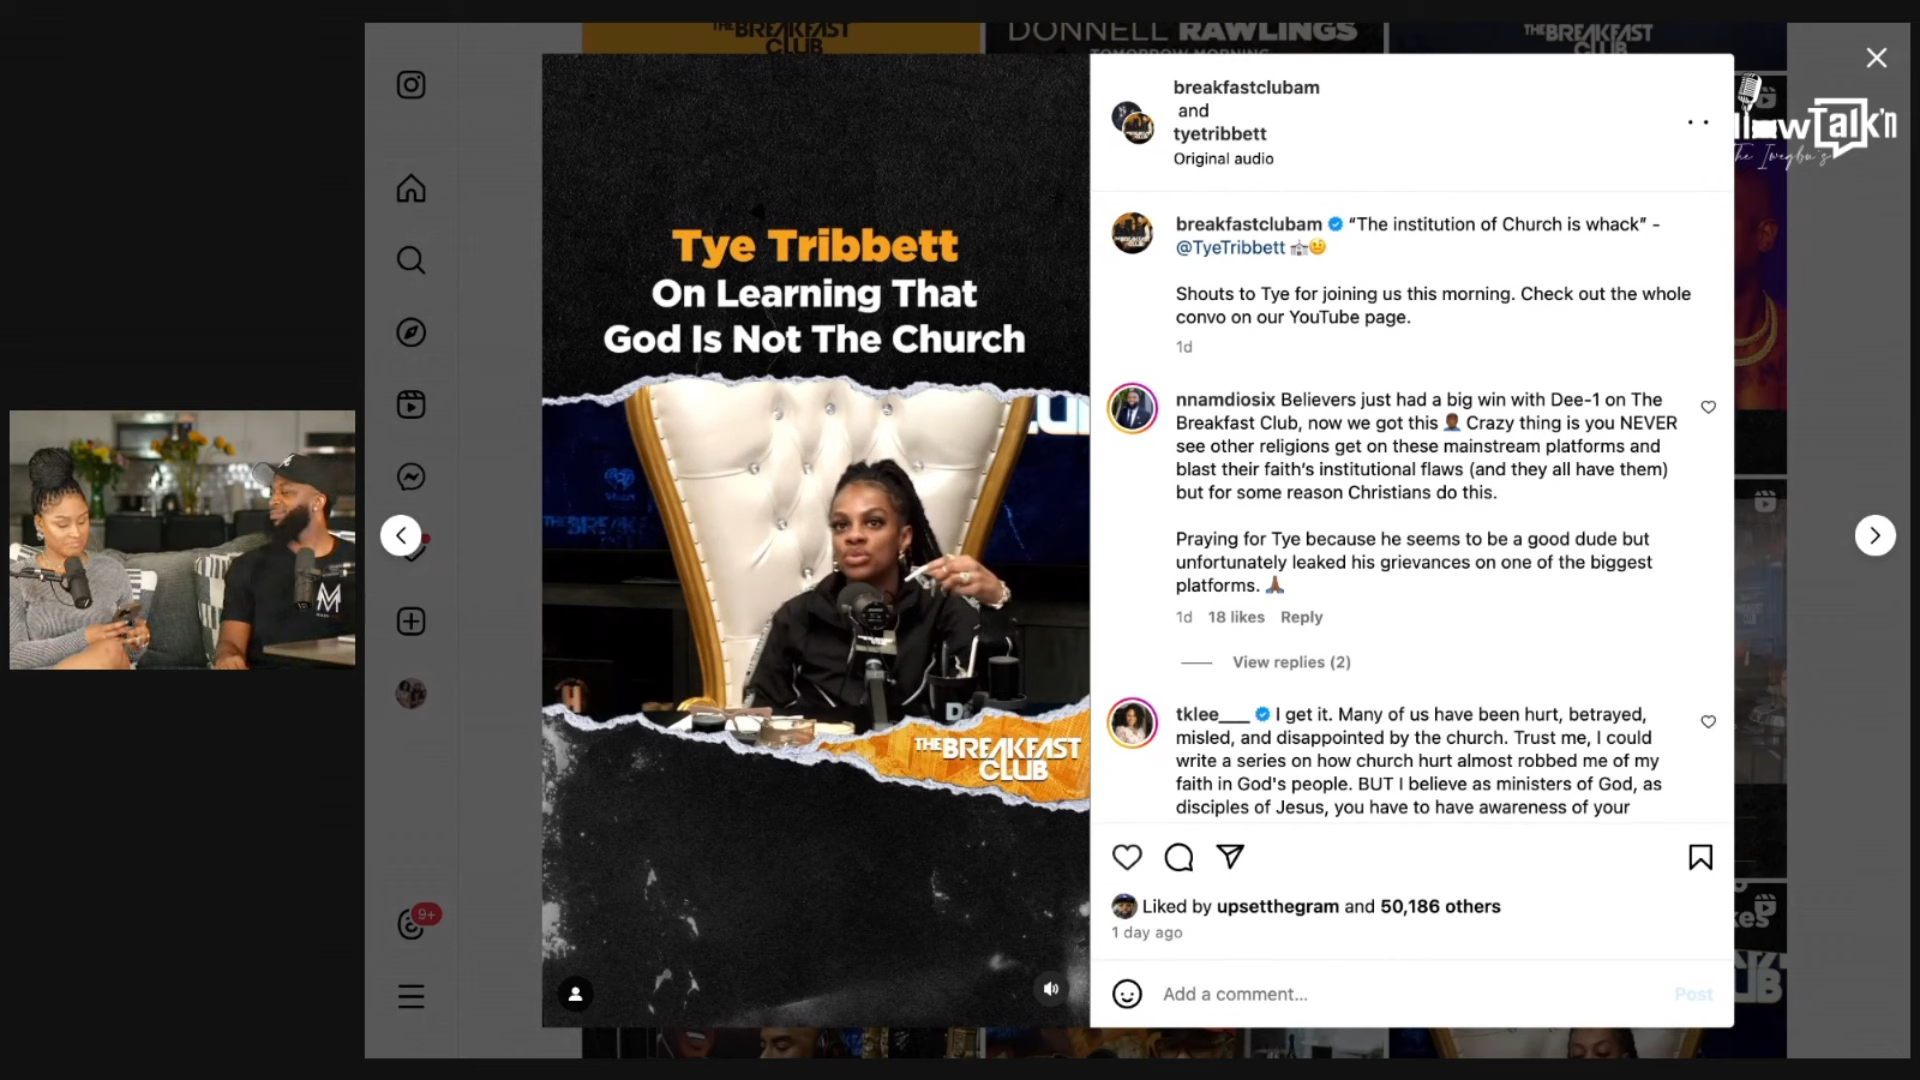 THE BREAKFAST
CLUB
DONNELL RAWLINGS
TOMORROW MORNING
THE BREAKFAST
CLUB
breakfastclubam
and
tyetribbett
Original audio
Talk'n
The Iwegbu's
breakfastclubam “The institution of Church is whack” -
@TyeTribbett
Shouts to Tye for joining us this morning. Check out the whole
convo on our YouTube page.
1d
Tye Tribbett
On Learning That
God Is Not The Church
THE BREAKFAST
CLUB
nnamdiosix Believers just had a big win with Dee-1 on The
Breakfast Club, now we got this 🤦🏾‍♂️ Crazy thing is you NEVER
see other religions get on these mainstream platforms and
blast their faith’s institutional flaws (and they all have them)
but for some reason Christians do this.
Praying for Tye because he seems to be a good dude but
unfortunately leaked his grievances on one of the biggest
platforms. 🙏🏾
1d 18 likes Reply
View replies (2)
tklee___ I get it. Many of us have been hurt, betrayed,
misled, and disappointed by the church. Trust me, I could
write a series on how church hurt almost robbed me of my
faith in God's people. BUT I believe as ministers of God, as
disciples of Jesus, you have to have awareness of your
Liked by upsetthegram and 50,186 others
1 day ago
Add a comment...
Post
9+